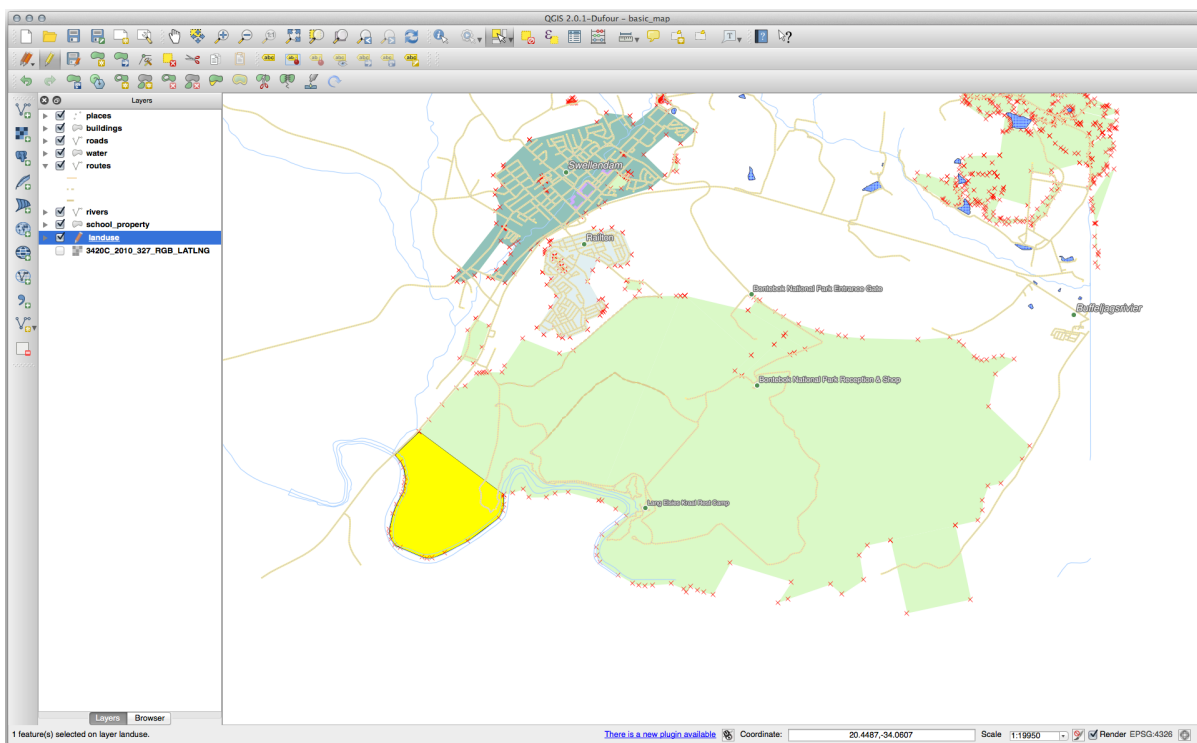 QGIS 2.0.1-Dufour - basic_map
Layers
places
buildings
roads
water
routes
rivers
school_property
landuse
3420C_2010_327_RGB_LATLNG
Swellendam
Railton
Bontebok National Park Entrance Gate
Buffeljagsrivier
Bontebok National Park Reception & Shop
Lang Elsies Kraal Rest Camp
Layers
Browser
1 feature(s) selected on layer landuse.
There is a new plugin available
Coordinate:
20.4487,-34.0607
Scale
1:19950
Render
EPSG:4326